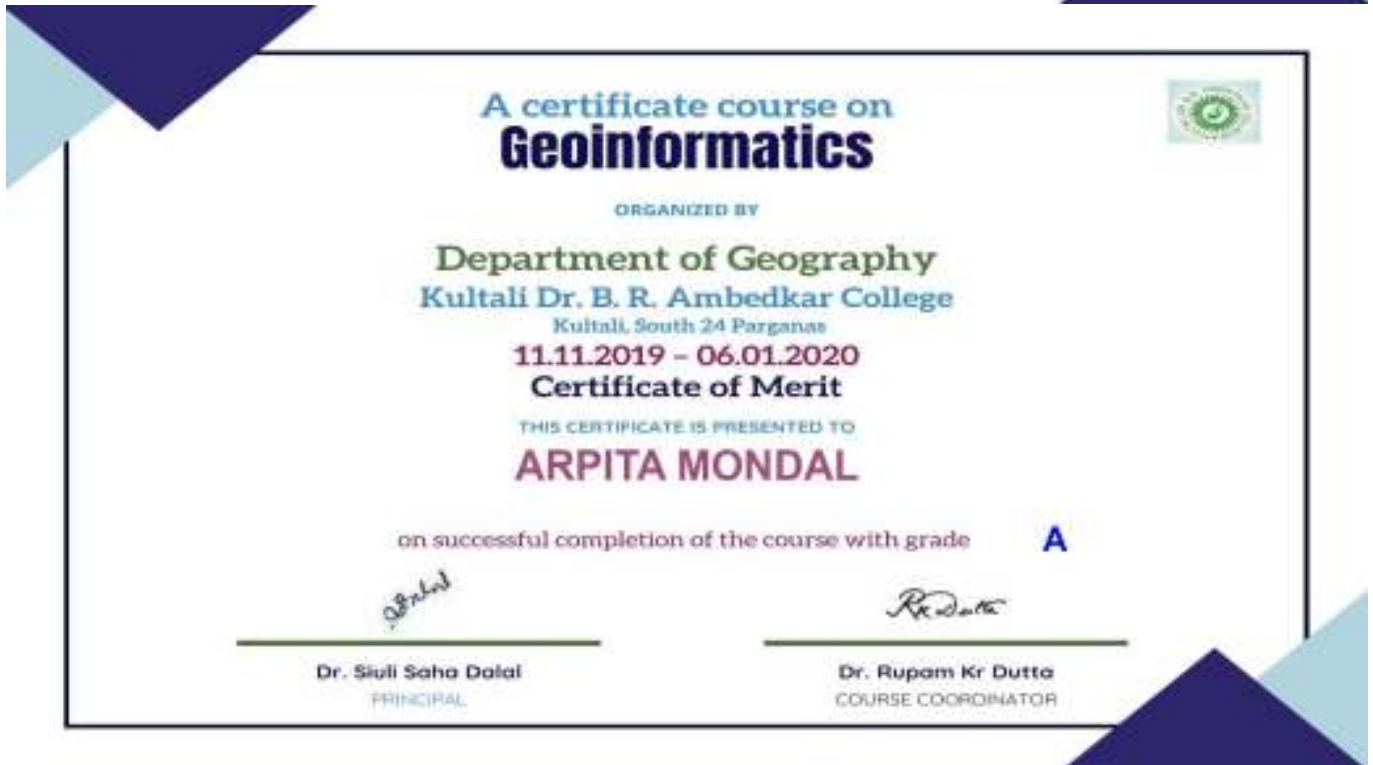 A certificate course on
Geoinformatics
ORGANIZED BY
Department of Geography
Kultali Dr. B. R. Ambedkar College
Kultali, South 24 Parganas
11.11.2019 – 06.01.2020
Certificate of Merit
THIS CERTIFICATE IS PRESENTED TO
ARPITA MONDAL
on successful completion of the course with grade A
RKDutta
Dr. Siuli Saha Dalal
Dr. Rupam Kr Dutta
PRINCIPAL
COURSE COORDINATOR